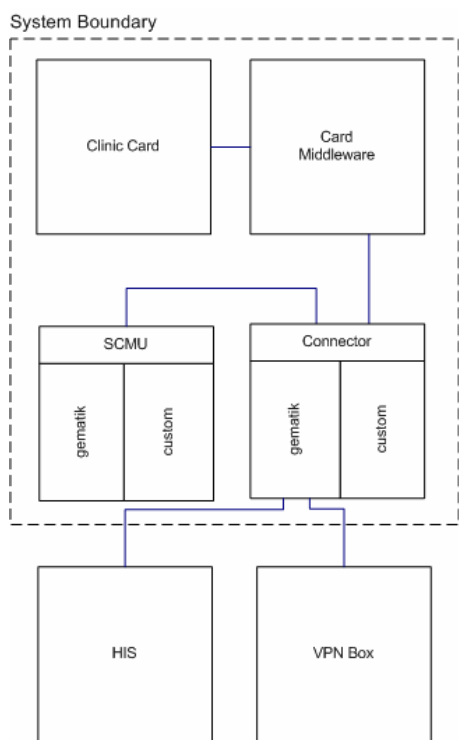 System Boundary
Clinic Card
Card
Middleware
SCMU
Connector
gematik
custom
gematik
custom
HIS
VPN Box